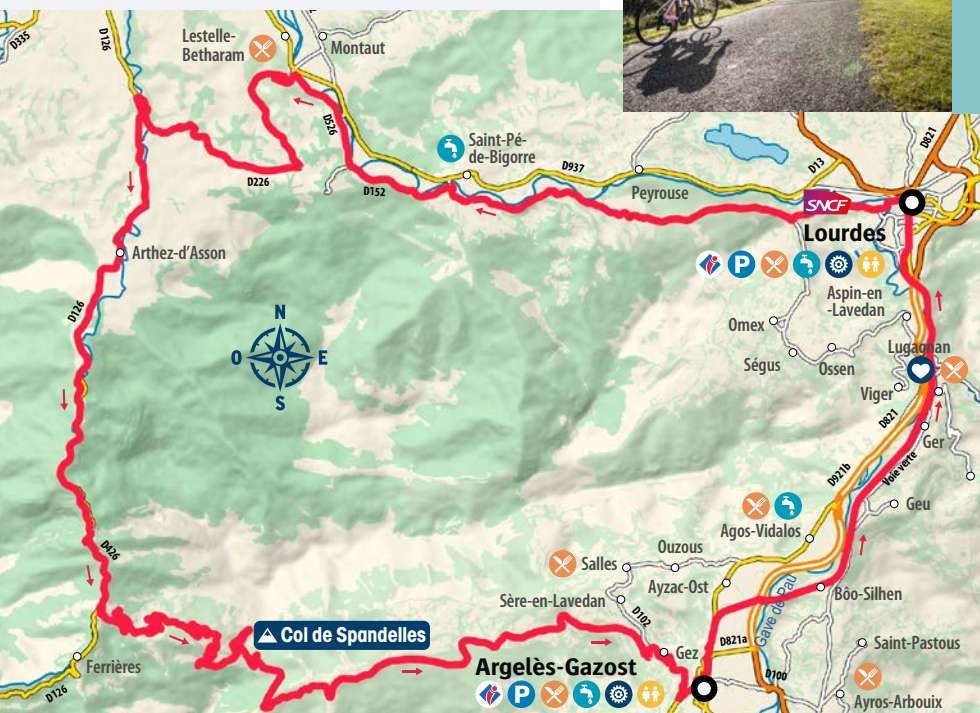 D335
D126
Lestelle-
Betharam
Montaut
D526
Saint-Pé-
de-Bigorre
D937
D13
D821
D226
D152
Peyrouse
SNCF
Lourdes
P
Arthez-d'Asson
Aspin-en
-Lavedan
D126
N
O
E
S
Omex
Ségus
Ossen
Lugagnan
Viger
D821
Ger
Voie verte
D921b
Geu
Agos-Vidalos
D426
Salles
Ouzous
Ayzac-Ost
Bôo-Silhen
Sère-en-Lavedan
D102
Gave de Pau
Col de Spandelles
D821a
Saint-Pastous
Ferrières
D126
Argelès-Gazost
P
Gez
D100
Ayros-Arbouix